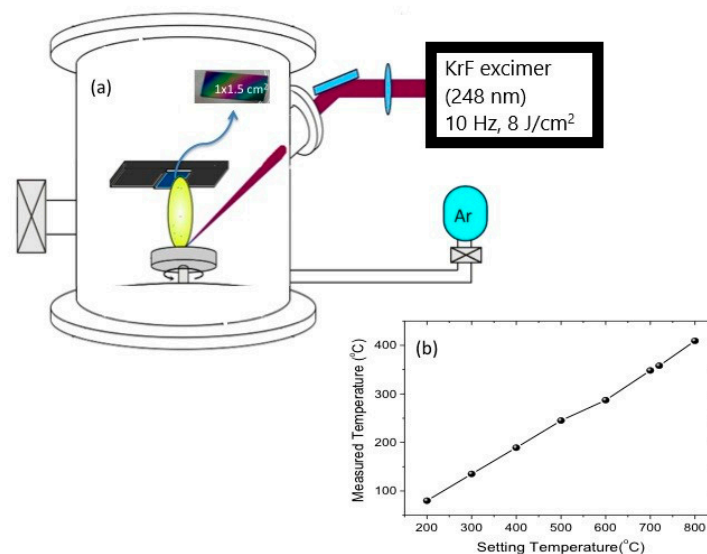 (a)
1x1.5 cm²
KrF excimer
(248 nm)
10 Hz, 8 J/cm²
Ar
(b)
Measured Temperature (°C)
400
300
200
100
200 300 400 500 600 700 800
Setting Temperature(°C)